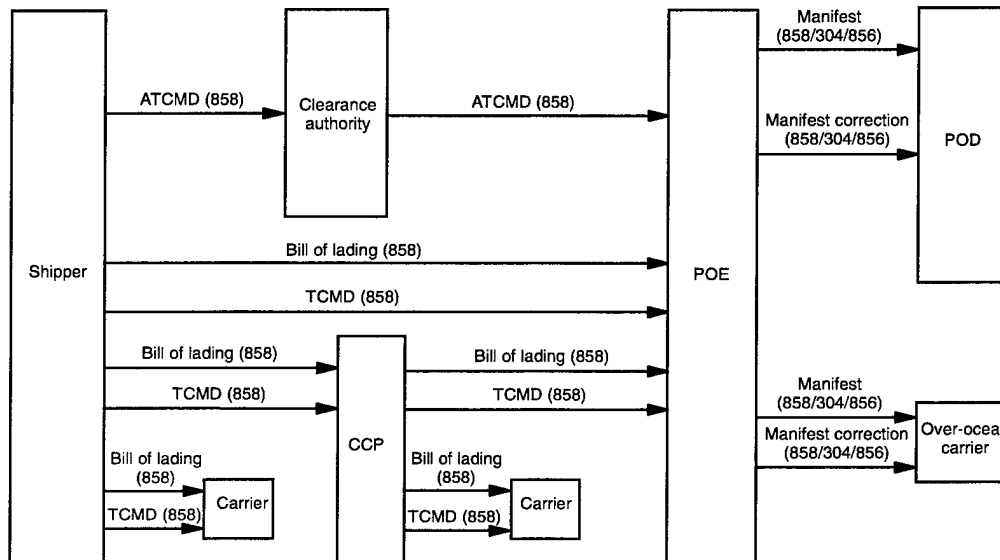 Manifest
(858/304/856)
ATCMD (858)
Clearance
authority
ATCMD (858)
Manifest correction
(858/304/856)
POD
Bill of lading (858)
Shipper
POE
TCMD (858)
Bill of lading (858)
Bill of lading (858)
TCMD (858)
TCMD (858)
Manifest
(858/304/856)
CCP
Manifest correction
(858/304/856)
Over-ocea
carrier
Bill of lading
(858)
Carrier
TCMD (858)
Bill of lading
(858)
Carrier
TCMD (858)